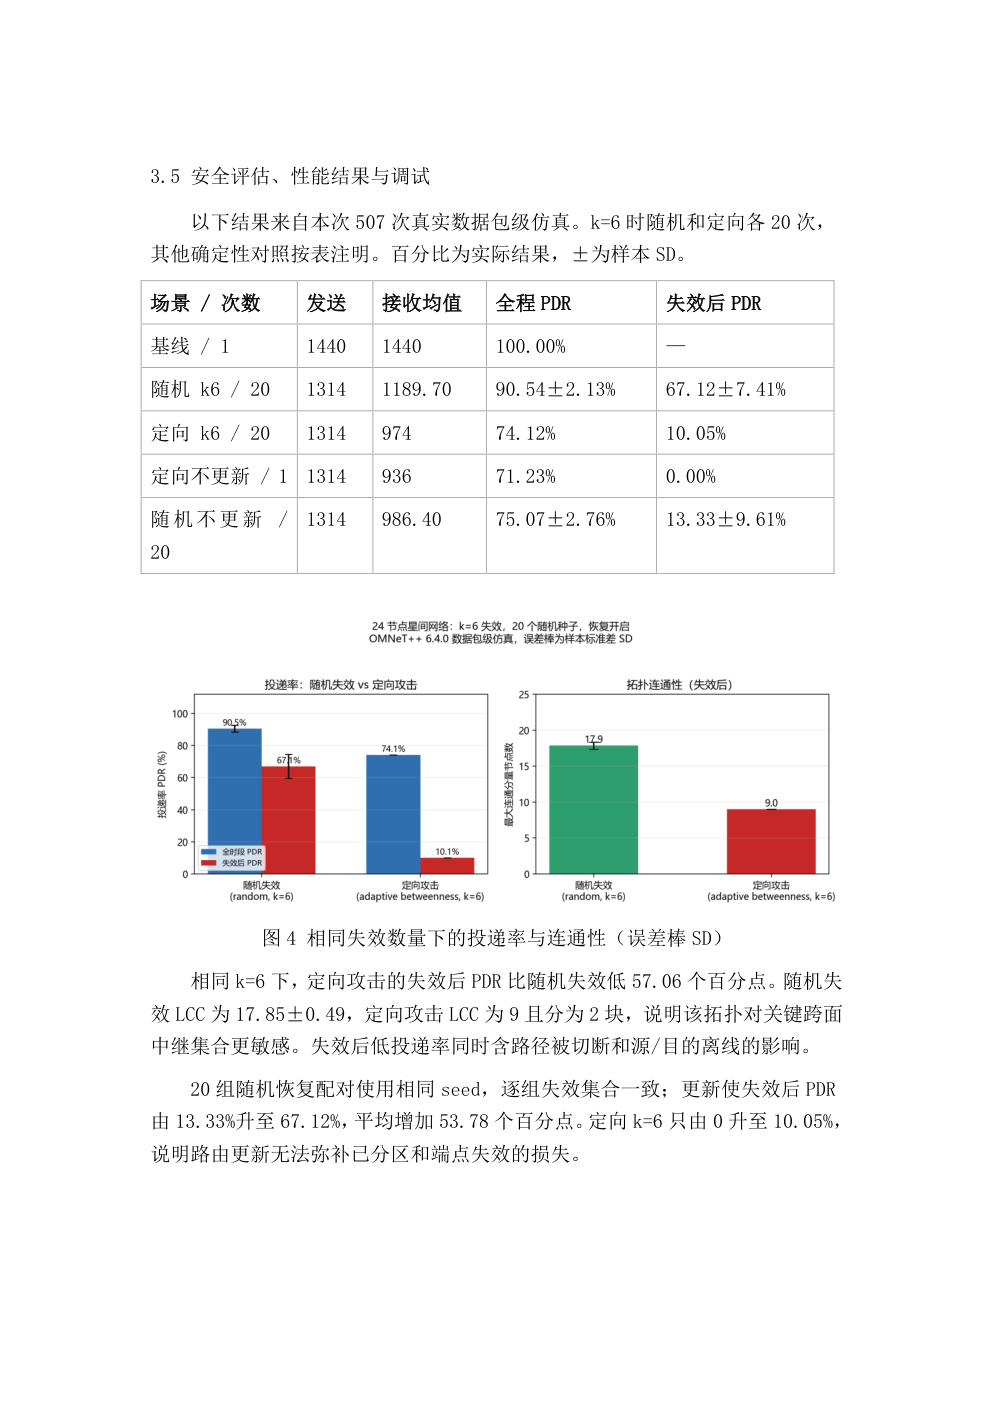 3.5 安全评估、性能结果与调试
以下结果来自本次 507 次真实数据包级仿真。k=6 时随机和定向各 20 次，
其他确定性对照按表注明。百分比为实际结果，±为样本 SD。
场景 / 次数 发送 接收均值 全程 PDR 失效后 PDR
基线 / 1 1440 1440 100.00% —
随机 k6 / 20 1314 1189.70 90.54±2.13% 67.12±7.41%
定向 k6 / 20 1314 974 74.12% 10.05%
定向不更新 / 1 1314 936 71.23% 0.00%
随机不更新 / 1314 986.40 75.07±2.76% 13.33±9.61%
20
24 节点星间网络：k=6 失效，20 个随机种子，恢复开启
OMNeT++ 6.4.0 数据包级仿真，误差棒为样本标准差 SD
投递率：随机失效 vs 定向攻击
投递率 PDR (%)
100
80
60
40
20
0
90.5%
67.1%
74.1%
10.1%
全时段 PDR
失效后 PDR
随机失效
(random, k=6)
定向攻击
(adaptive betweenness, k=6)
拓扑连通性（失效后）
最大连通分量节点数
25
20
15
10
5
0
17.9
9.0
随机失效
(random, k=6)
定向攻击
(adaptive betweenness, k=6)
图 4 相同失效数量下的投递率与连通性（误差棒 SD）
相同 k=6 下，定向攻击的失效后 PDR 比随机失效低 57.06 个百分点。随机失
效 LCC 为 17.85±0.49，定向攻击 LCC 为 9 且分为 2 块，说明该拓扑对关键跨面
中继集合更敏感。失效后低投递率同时含路径被切断和源/目的离线的影响。
20 组随机恢复配对使用相同 seed，逐组失效集合一致；更新使失效后 PDR
由 13.33%升至 67.12%，平均增加 53.78 个百分点。定向 k=6 只由 0 升至 10.05%，
说明路由更新无法弥补已分区和端点失效的损失。